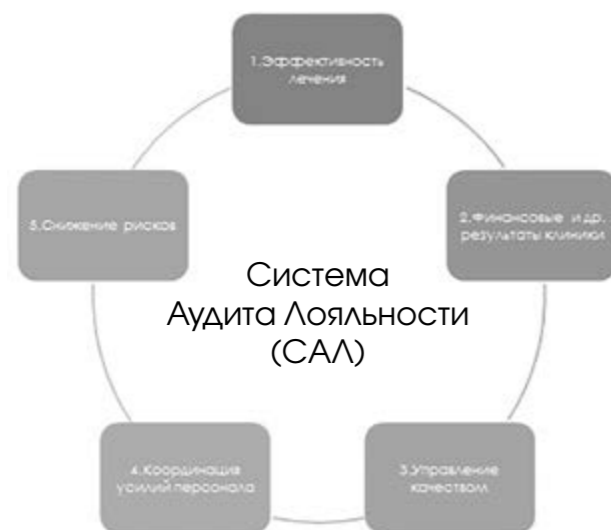 1.Эффективность
лечения
2.Финансовые и др.
результаты клиники
3.Управление
качеством
4.Координация
усилий персонала
5.Снижение рисков
Система
Аудита Лояльности
(САЛ)